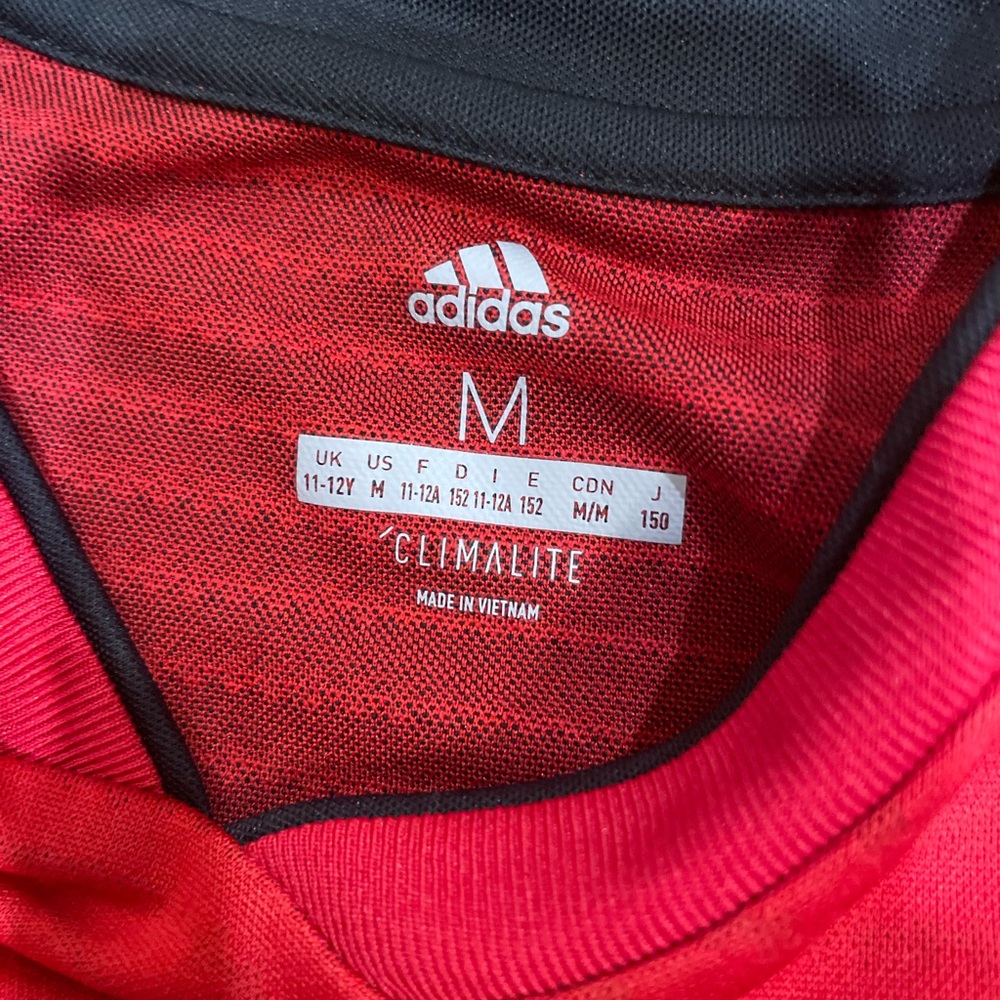 adidas
M
UK US F D I E CDN J
11-12Y M 11-12A 152 11-12A 152 M/M 150
CLIMALITE
MADE IN VIETNAM